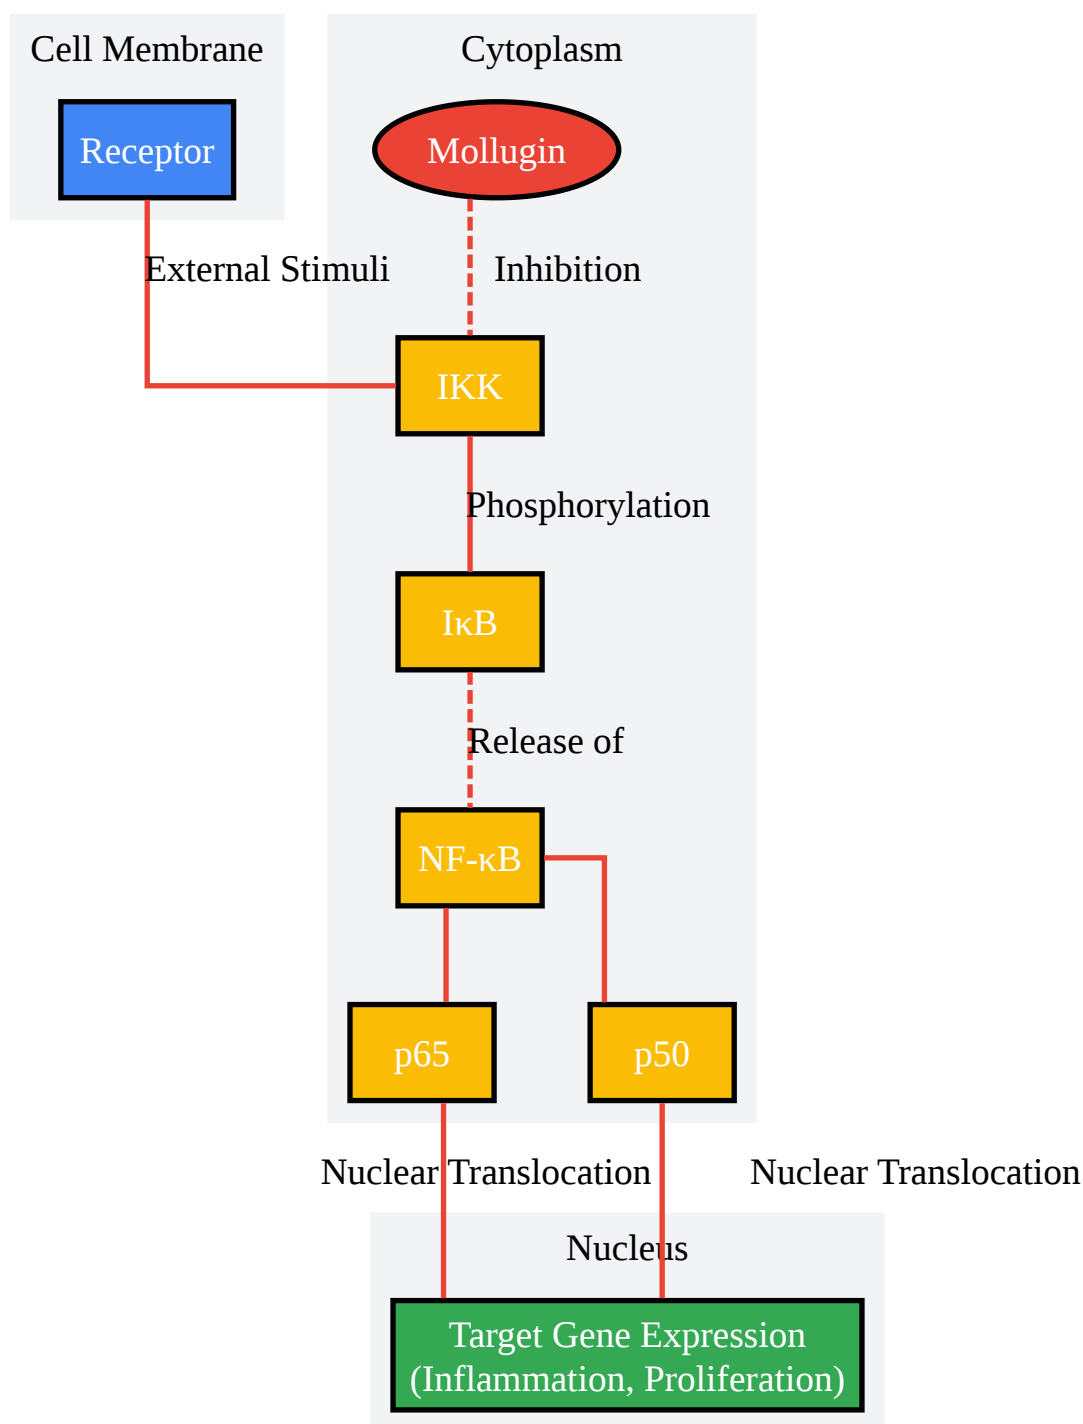 Cell Membrane
Cytoplasm
Receptor
Mollugin
External Stimuli
Inhibition
IKK
Phosphorylation
IκB
Release of
NF-κB
p65
p50
Nuclear Translocation
Nuclear Translocation
Nucleus
Target Gene Expression
(Inflammation, Proliferation)